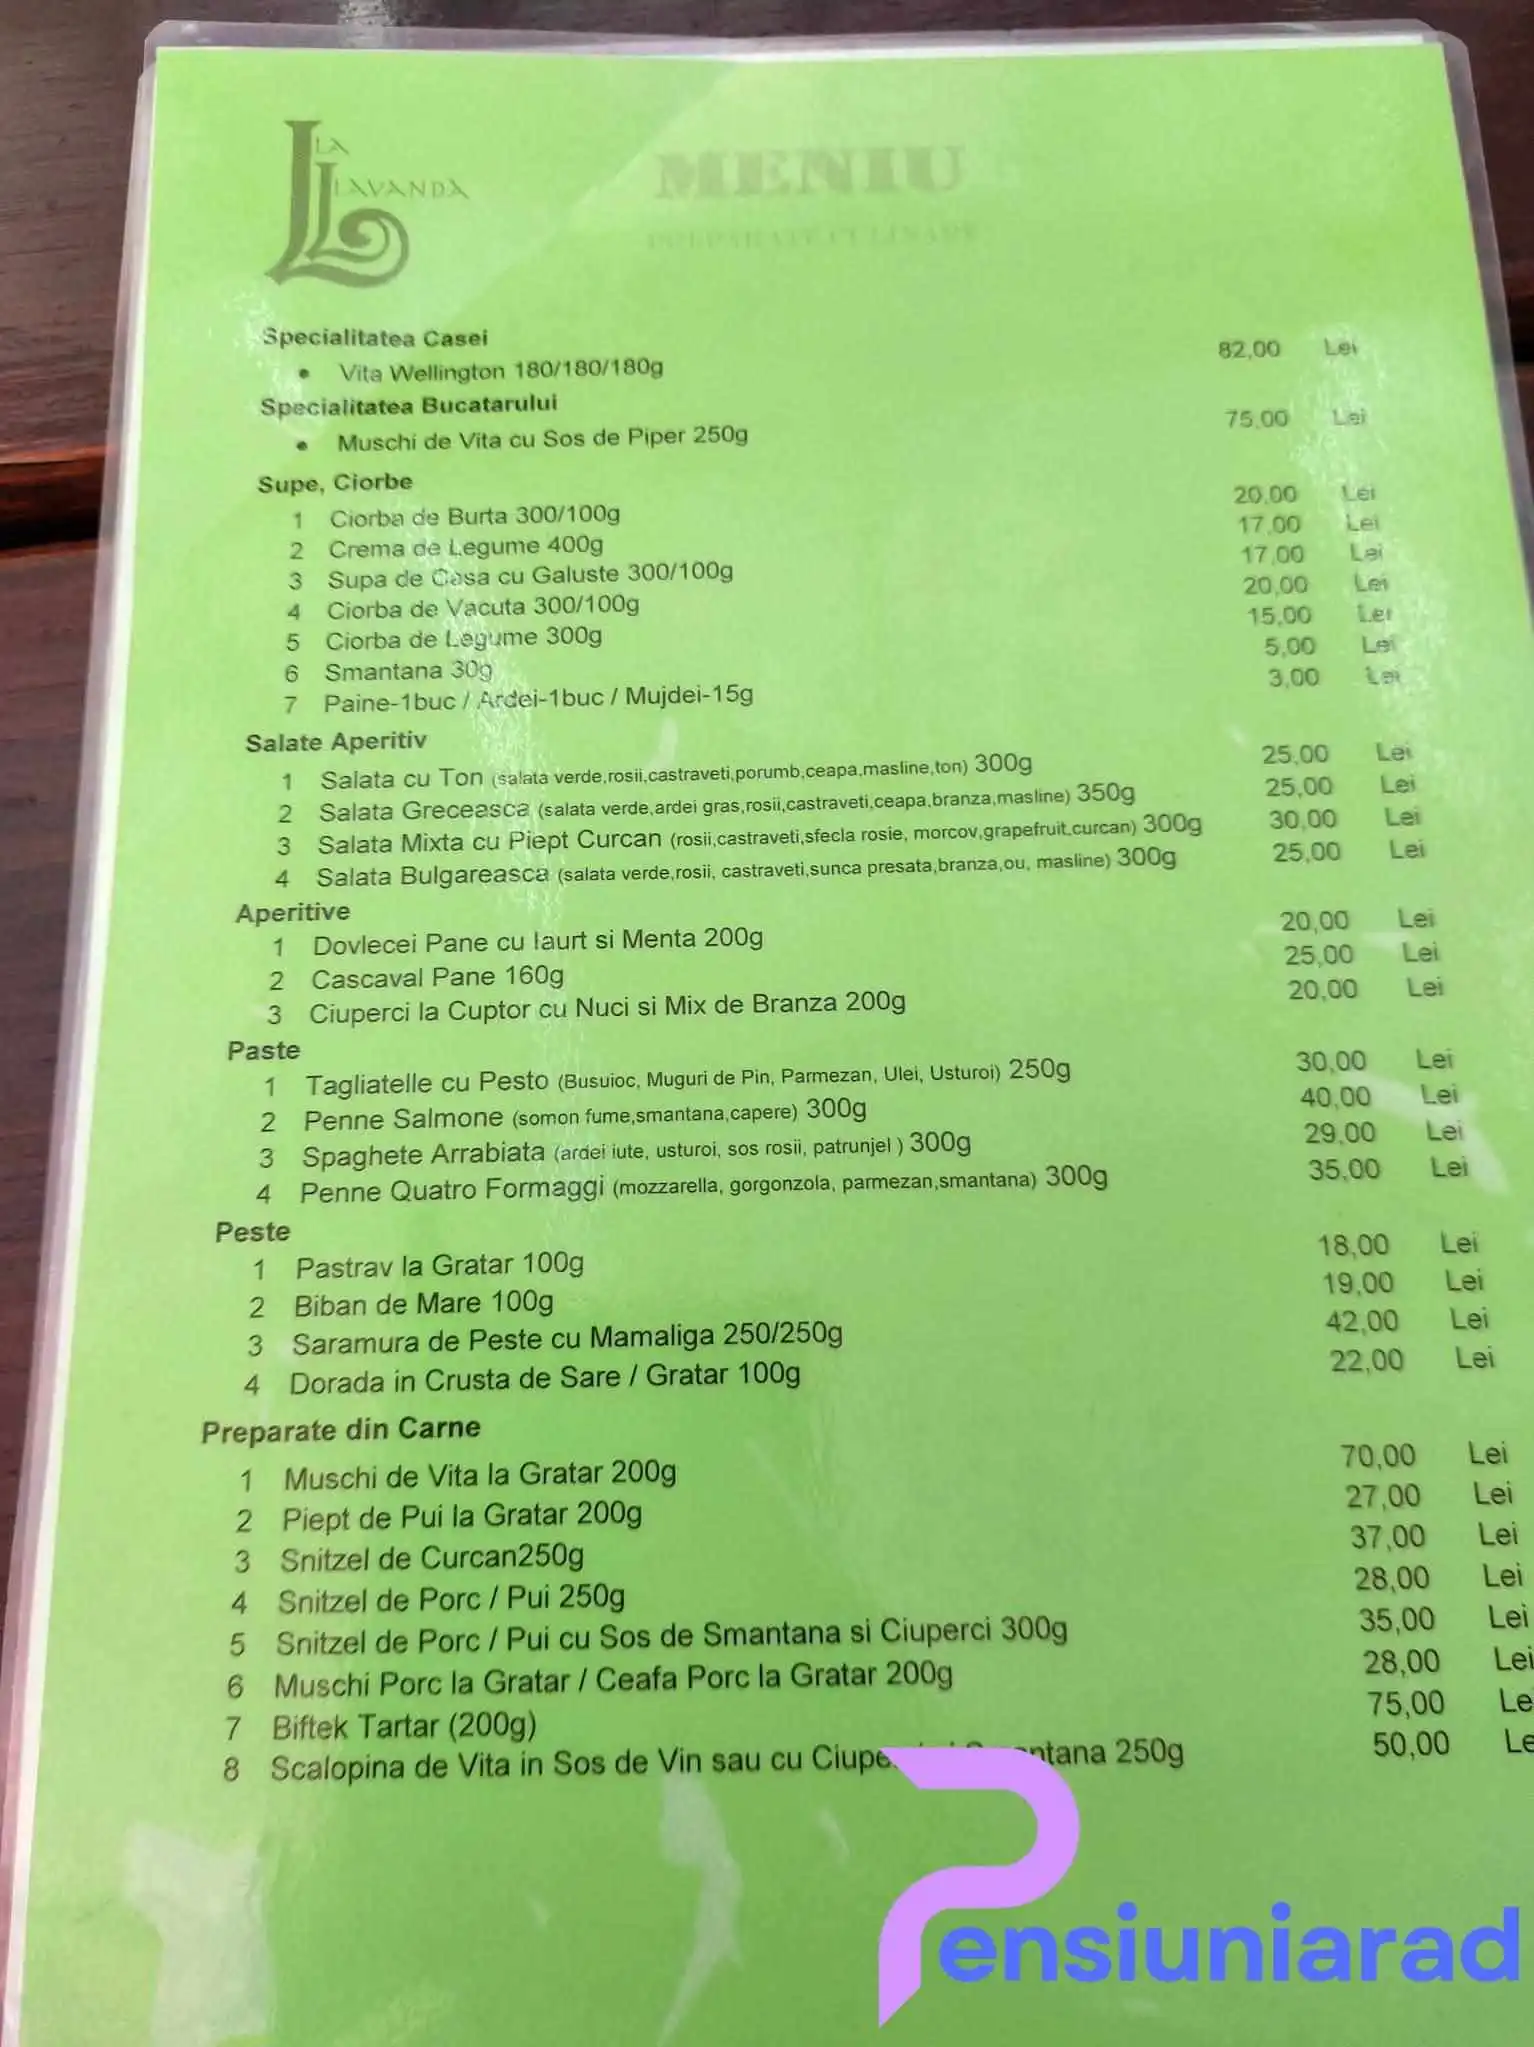 LA
LAVANDA
MENIU
PREPARATE CULINARE
Specialitatea Casei
• Vita Wellington 180/180/180g 82,00 Lei
Specialitatea Bucatarului
• Muschi de Vita cu Sos de Piper 250g 75,00 Lei
Supe, Ciorbe
1 Ciorba de Burta 300/100g 20,00 Lei
2 Crema de Legume 400g 17,00 Lei
3 Supa de Casa cu Galuste 300/100g 17,00 Lei
4 Ciorba de Vacuta 300/100g 20,00 Lei
5 Ciorba de Legume 300g 15,00 Lei
6 Smantana 30g 5,00 Lei
7 Paine-1buc / Ardei-1buc / Mujdei-15g 3,00 Lei
Salate Aperitiv
1 Salata cu Ton (salata verde,rosii,castraveti,porumb,ceapa,masline,ton) 300g 25,00 Lei
2 Salata Greceasca (salata verde,ardei gras,rosii,castraveti,ceapa,branza,masline) 350g 25,00 Lei
3 Salata Mixta cu Piept Curcan (rosii,castraveti,sfecla rosie, morcov,grapefruit,curcan) 300g 30,00 Lei
4 Salata Bulgareasca (salata verde,rosii, castraveti,sunca presata,branza,ou, masline) 300g 25,00 Lei
Aperitive
1 Dovlecei Pane cu Iaurt si Menta 200g 20,00 Lei
2 Cascaval Pane 160g 25,00 Lei
3 Ciuperci la Cuptor cu Nuci si Mix de Branza 200g 20,00 Lei
Paste
1 Tagliatelle cu Pesto (Busuioc, Muguri de Pin, Parmezan, Ulei, Usturoi) 250g 30,00 Lei
2 Penne Salmone (somon fume,smantana,capere) 300g 40,00 Lei
3 Spaghete Arrabiata (ardei iute, usturoi, sos rosii, patrunjel ) 300g 29,00 Lei
4 Penne Quatro Formaggi (mozzarella, gorgonzola, parmezan,smantana) 300g 35,00 Lei
Peste
1 Pastrav la Gratar 100g 18,00 Lei
2 Biban de Mare 100g 19,00 Lei
3 Saramura de Peste cu Mamaliga 250/250g 42,00 Lei
4 Dorada in Crusta de Sare / Gratar 100g 22,00 Lei
Preparate din Carne
1 Muschi de Vita la Gratar 200g 70,00 Lei
2 Piept de Pui la Gratar 200g 27,00 Lei
3 Snitzel de Curcan250g 37,00 Lei
4 Snitzel de Porc / Pui 250g 28,00 Lei
5 Snitzel de Porc / Pui cu Sos de Smantana si Ciuperci 300g 35,00 Lei
6 Muschi Porc la Gratar / Ceafa Porc la Gratar 200g 28,00 Lei
7 Biftek Tartar (200g) 75,00 Le
8 Scalopina de Vita in Sos de Vin sau cu 250g 50,00 Le
Pensiuniarad